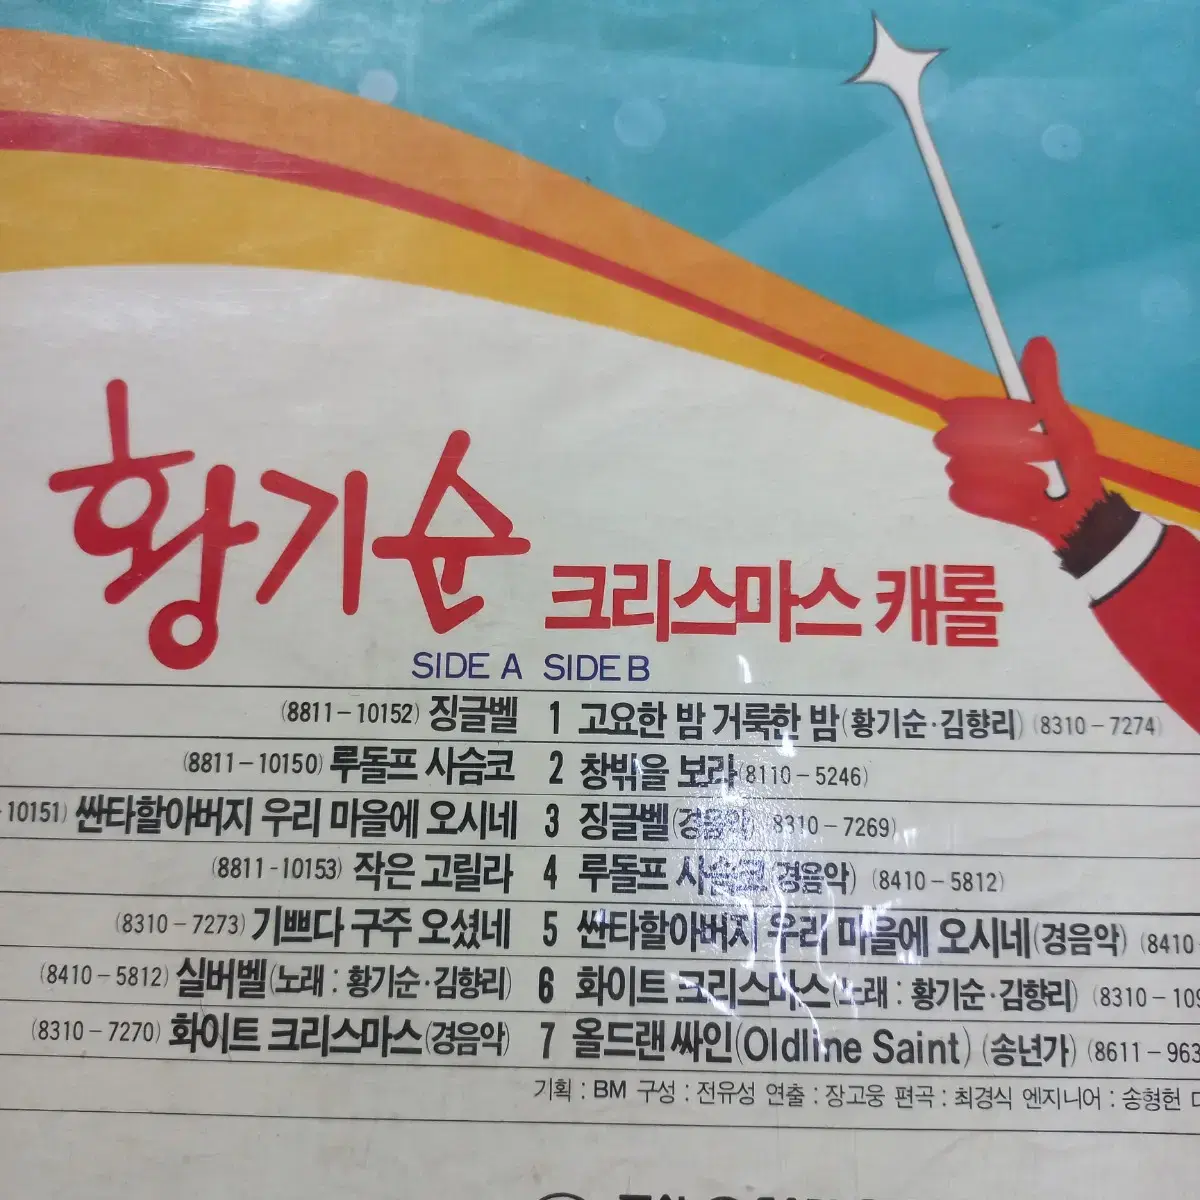 황기순 크리스마스 캐롤
SIDE A SIDE B
(8811-10152) 징글벨 1 고요한 밤 거룩한 밤(황기순·김향리) (8310-7274)
(8811-10150) 루돌프 사슴코 2 창밖을 보라(8110-5246)
10151) 싼타할아버지 우리 마을에 오시네 3 징글벨(경음악) 8310-7269)
(8811-10153) 작은 고릴라 4 루돌프 사슴코 경음악) (8410-5812)
(8310-7273) 기쁘다 구주 오셨네 5 싼타할아버지 우리 마을에 오시네(경음악) (8410
(8410-5812) 실버벨(노래 : 황기순·김향리) 6 화이트 크리스마스(노래 : 황기순·김향리) (8310-109
(8310-7270) 화이트 크리스마스(경음악) 7 올드랜 싸인(Oldline Saint) (송년가) (8611-963
기획 : BM 구성 : 전유성 연출 : 장고웅 편곡 : 최경식 엔지니어 : 송형헌